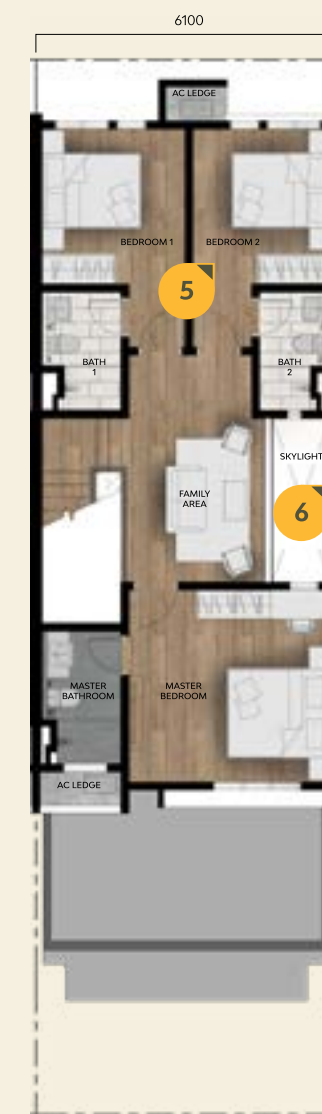 6100
AC LEDGE
BEDROOM 1
BEDROOM 2
5
BATH
1
BATH
2
SKYLIGHT
FAMILY
AREA
6
MASTER
BATHROOM
MASTER
BEDROOM
AC LEDGE